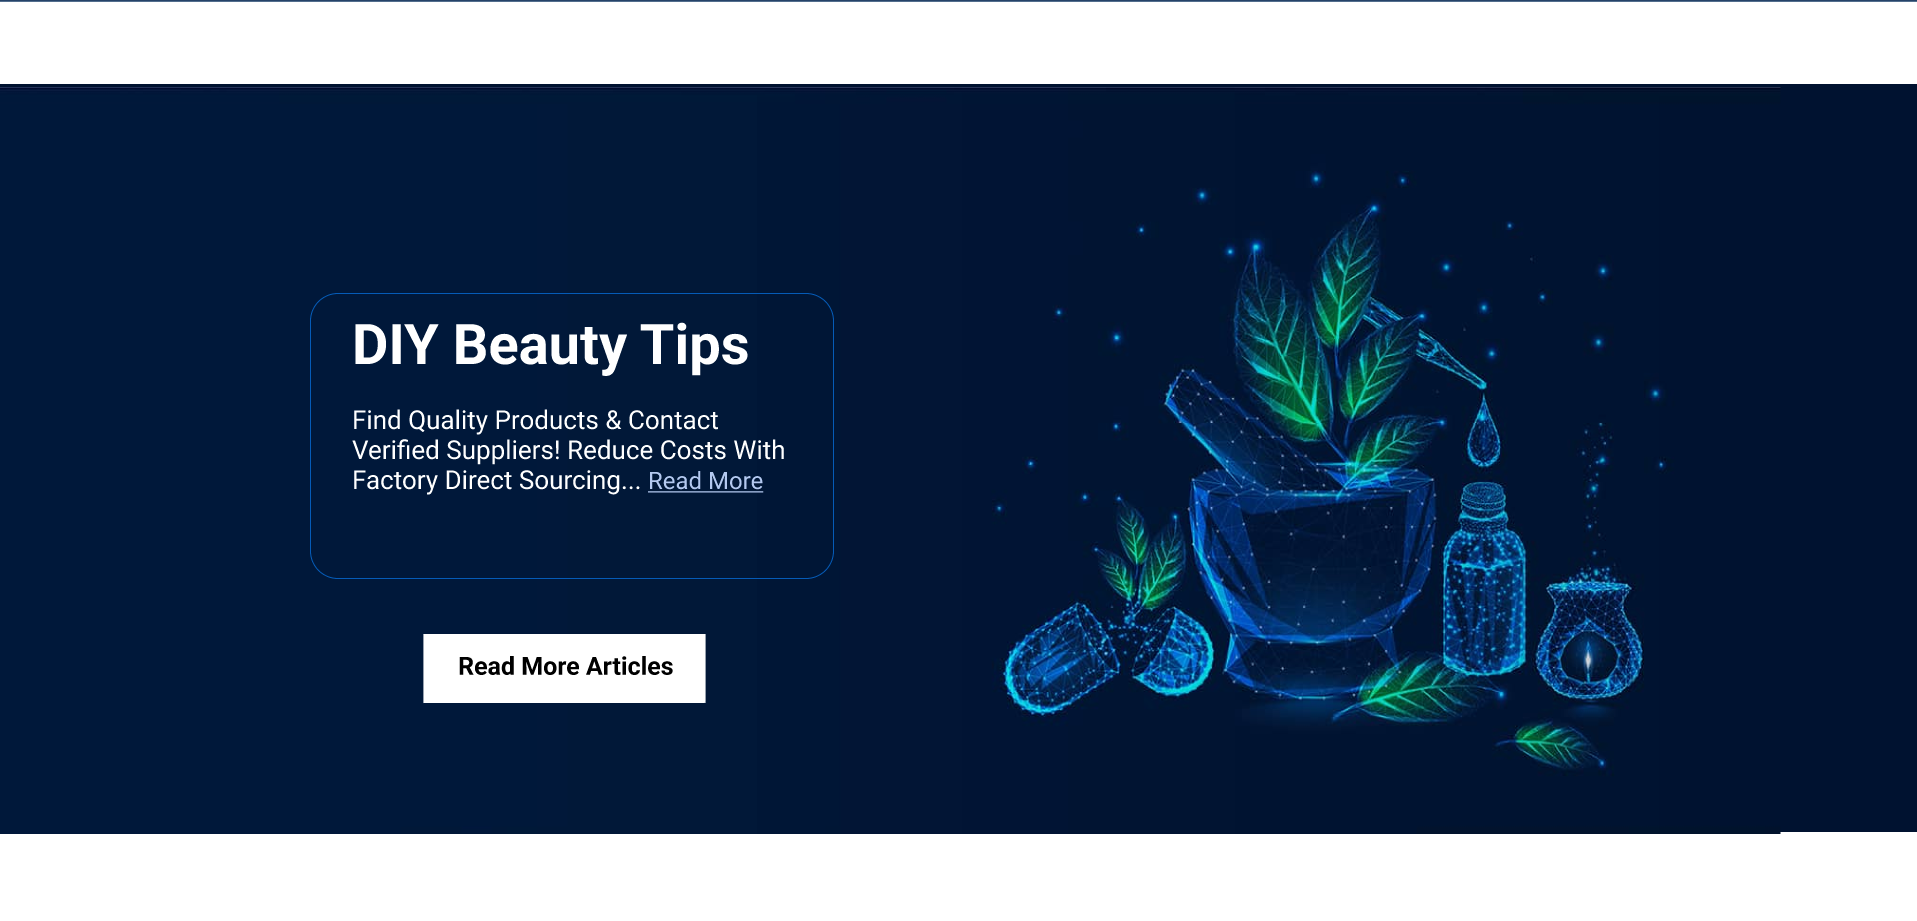 DIY Beauty Tips
Find Quality Products & Contact
Verified Suppliers! Reduce Costs With
Factory Direct Sourcing... Read More
Read More Articles